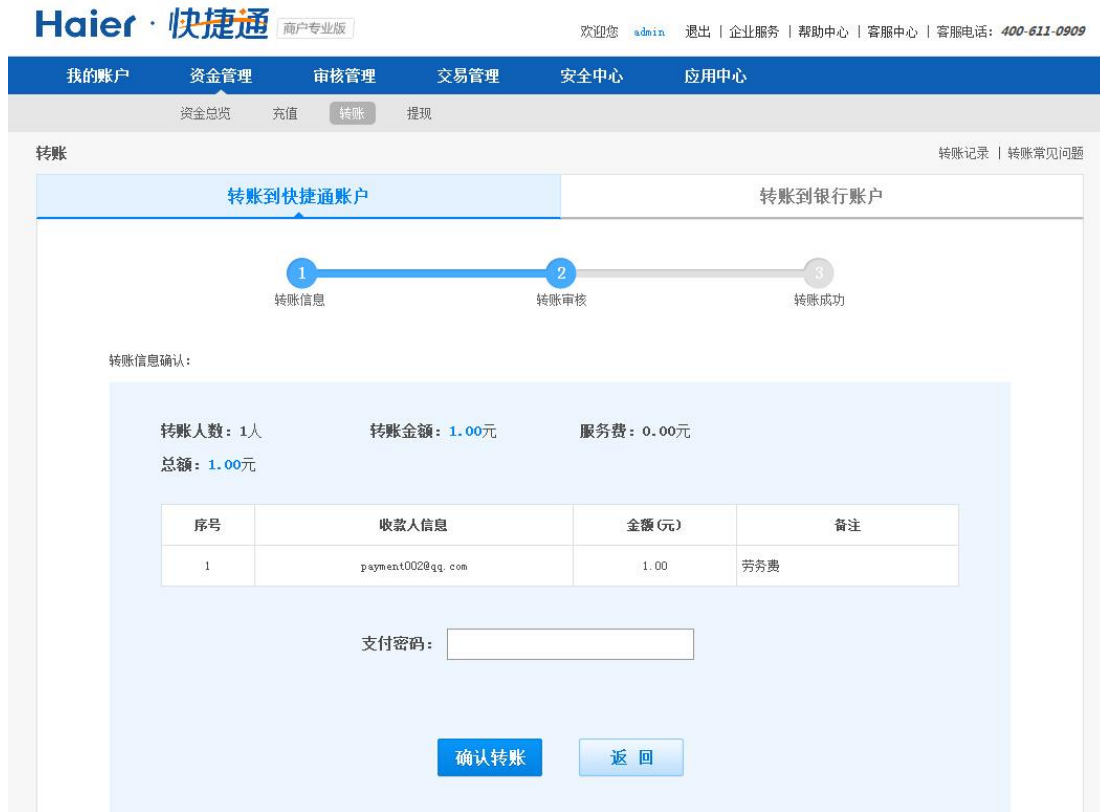 Haier · 快捷通 商户专业版
欢迎您 admin 退出 | 企业服务 | 帮助中心 | 客服中心 | 客服电话: 400-611-0909
我的账户 资金管理 审核管理 交易管理 安全中心 应用中心
资金总览 充值 转账 提现
转账 转账记录 | 转账常见问题
转账到快捷通账户 转账到银行账户
1 2 3
转账信息 转账审核 转账成功
转账信息确认:
转账人数: 1人 转账金额: 1.00元 服务费: 0.00元
总额: 1.00元
序号 收款人信息 金额(元) 备注
1 payment002@qq.com 1.00 劳务费
支付密码:
确认转账 返 回